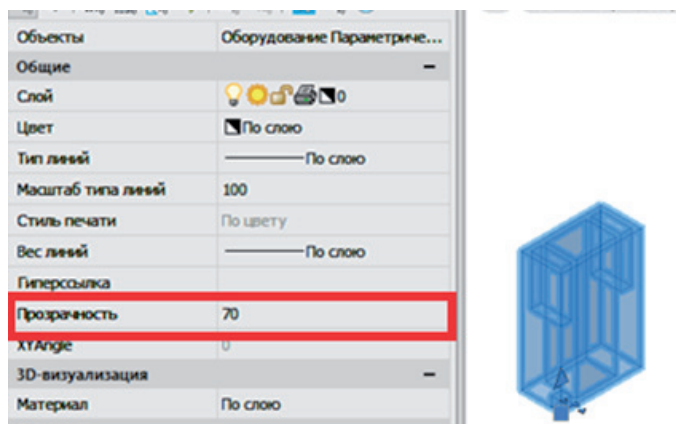 Объекты Оборудование Параметриче...
Общие
Слой 0
Цвет По слою
Тип линий По слою
Масштаб типа линий 100
Стиль печати По цвету
Вес линий По слою
Гиперссылка
Прозрачность 70
XYAngle 0
3D-визуализация
Материал По слою